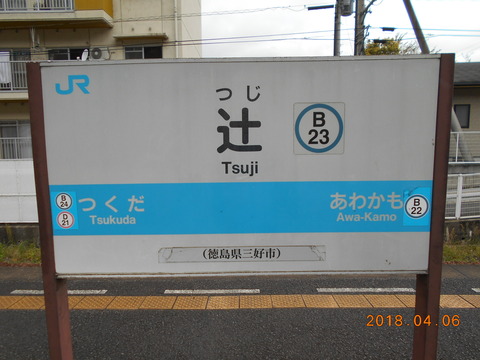 JR
つじ
辻
Tsuji
B
23
B
24
D
21
つくだ
Tsukuda
あわかも
Awa-Kamo
B
22
(徳島県三好市)
2018.04.06